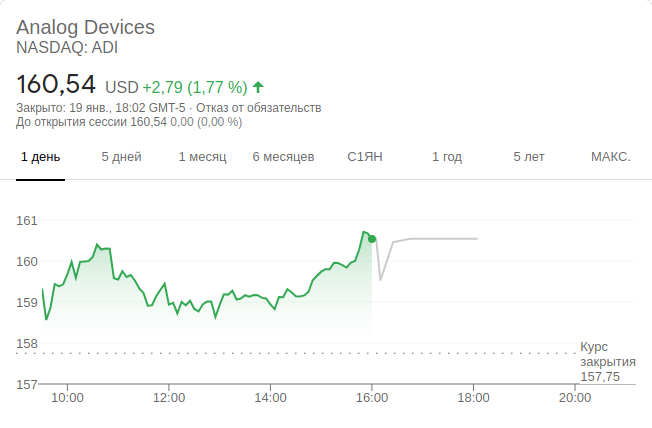 Analog Devices
NASDAQ: ADI
160,54 USD +2,79 (1,77 %)
Закрыто: 19 янв., 18:02 GMT-5 · Отказ от обязательств
До открытия сессии 160,54 0,00 (0,00 %)
1 день 5 дней 1 месяц 6 месяцев С1ЯН 1 год 5 лет МАКС.
161
160
159
158
157
Курс
закрытия
157,75
10:00 12:00 14:00 16:00 18:00 20:00